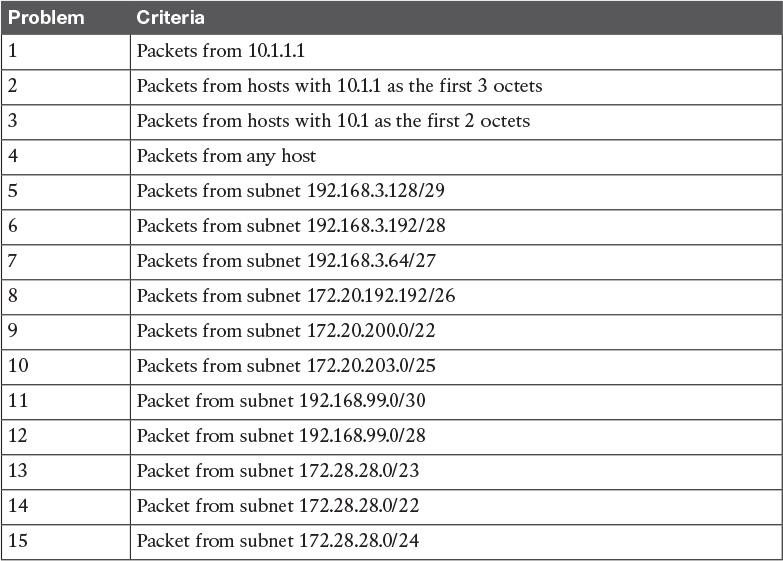 Problem Criteria
1 Packets from 10.1.1.1
2 Packets from hosts with 10.1.1 as the first 3 octets
3 Packets from hosts with 10.1 as the first 2 octets
4 Packets from any host
5 Packets from subnet 192.168.3.128/29
6 Packets from subnet 192.168.3.192/28
7 Packets from subnet 192.168.3.64/27
8 Packets from subnet 172.20.192.192/26
9 Packets from subnet 172.20.200.0/22
10 Packets from subnet 172.20.203.0/25
11 Packet from subnet 192.168.99.0/30
12 Packet from subnet 192.168.99.0/28
13 Packet from subnet 172.28.28.0/23
14 Packet from subnet 172.28.28.0/22
15 Packet from subnet 172.28.28.0/24